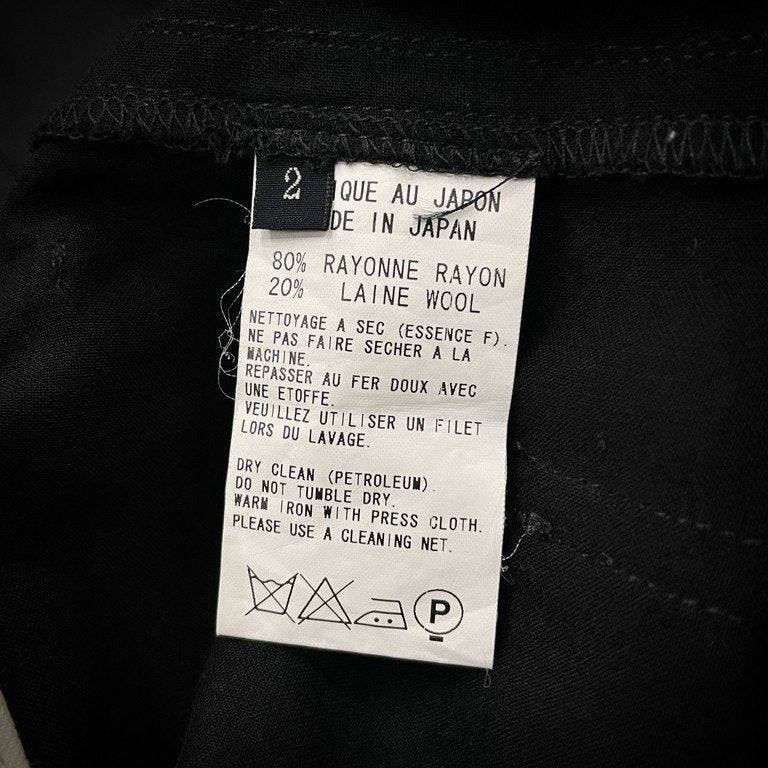 2
IQUE AU JAPON
DE IN JAPAN
80% RAYONNE RAYON
20% LAINE WOOL
NETTOYAGE A SEC (ESSENCE F).
NE PAS FAIRE SECHER A LA
MACHINE.
REPASSER AU FER DOUX AVEC
UNE ETOFFE.
VEUILLEZ UTILISER UN FILET
LORS DU LAVAGE.
DRY CLEAN (PETROLEUM).
DO NOT TUMBLE DRY.
WARM IRON WITH PRESS CLOTH.
PLEASE USE A CLEANING NET.
P